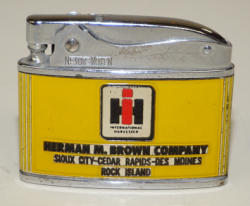 INTERNATIONAL
HARVESTER
HERMAN M. BROWN COMPANY
SIOUX CITY-CEDAR RAPIDS-DES MOINES
ROCK ISLAND